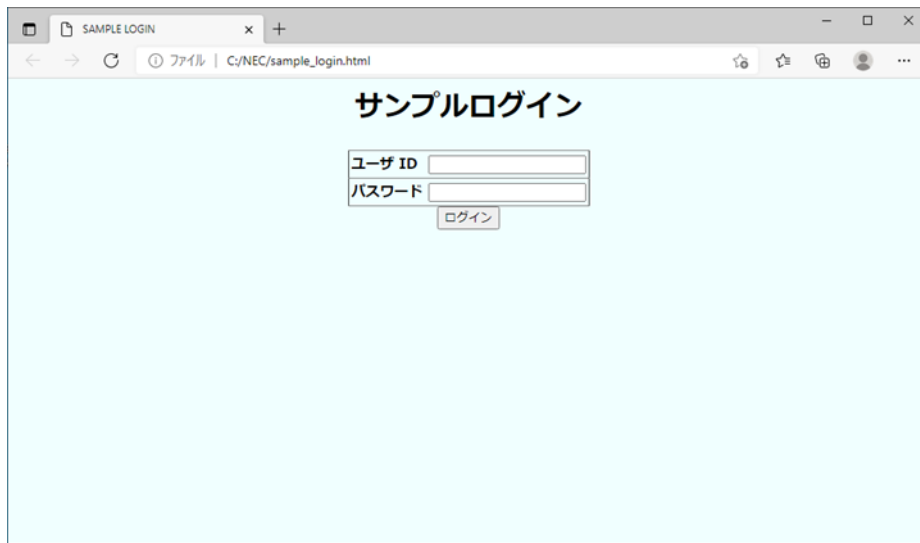 SAMPLE LOGIN
ファイル | C:/NEC/sample_login.html
サンプルログイン
ユーザ ID
パスワード
ログイン